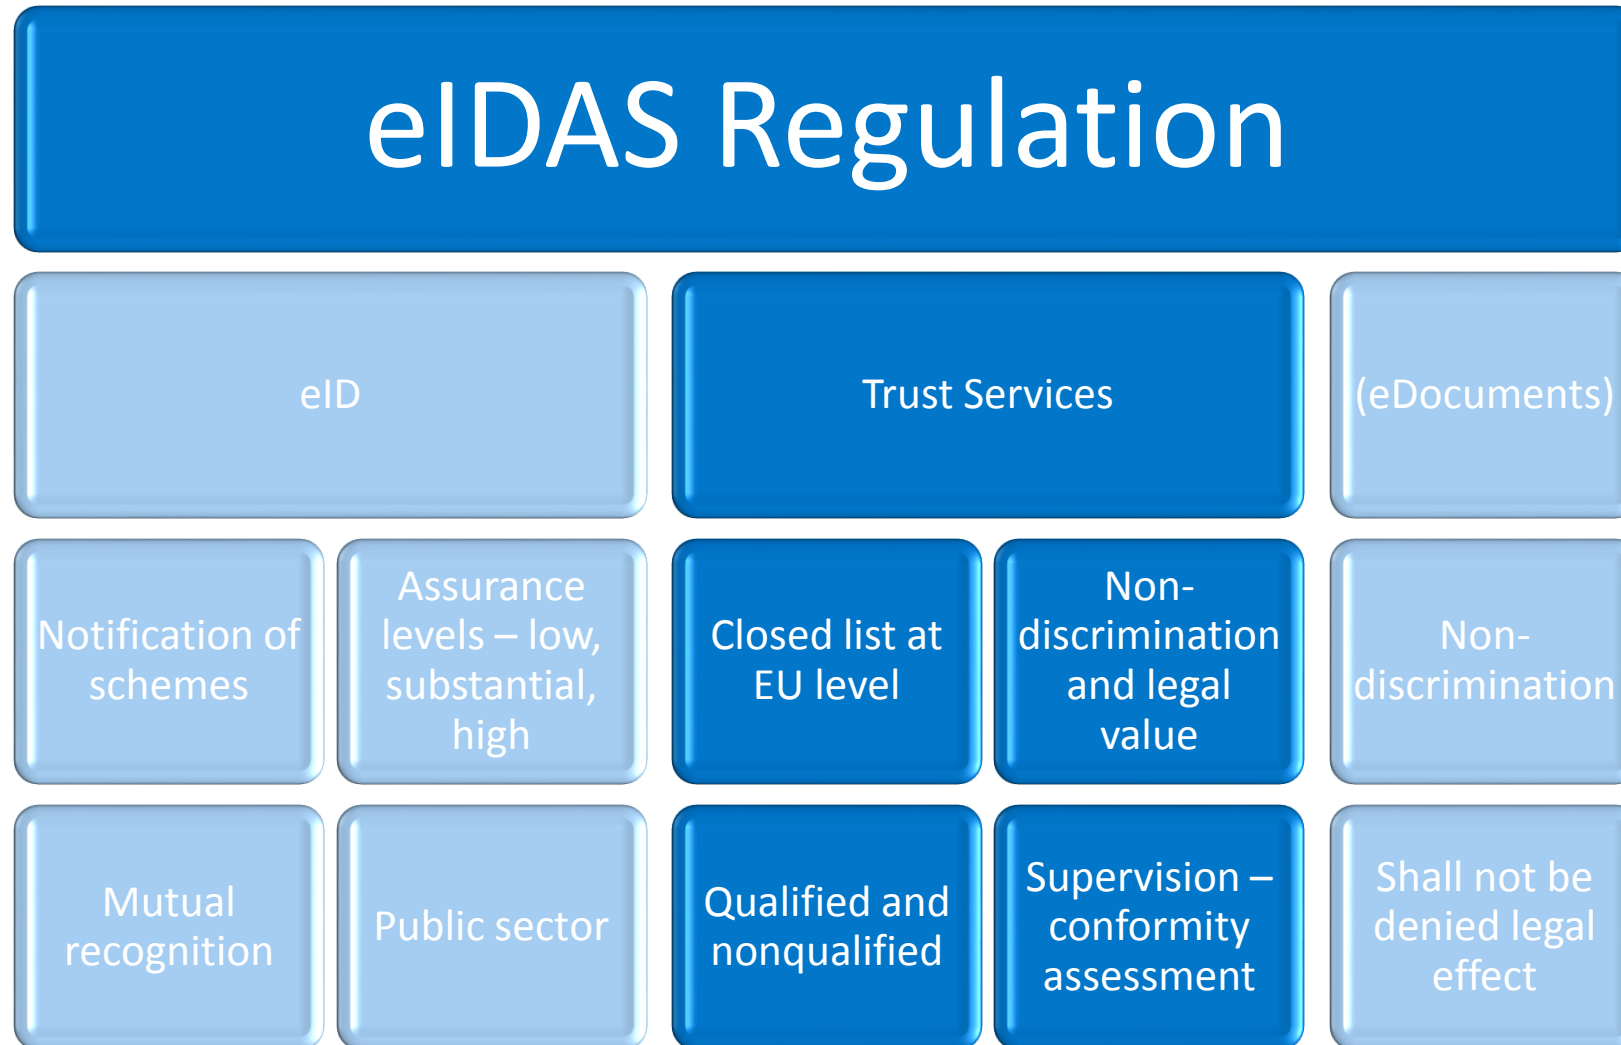 eIDAS Regulation
eID
Trust Services
(eDocuments)
Notification of
schemes
Assurance
levels – low,
substantial,
high
Closed list at
EU level
Non-
discrimination
and legal
value
Non-
discrimination
Mutual
recognition
Public sector
Qualified and
nonqualified
Supervision –
conformity
assessment
Shall not be
denied legal
effect